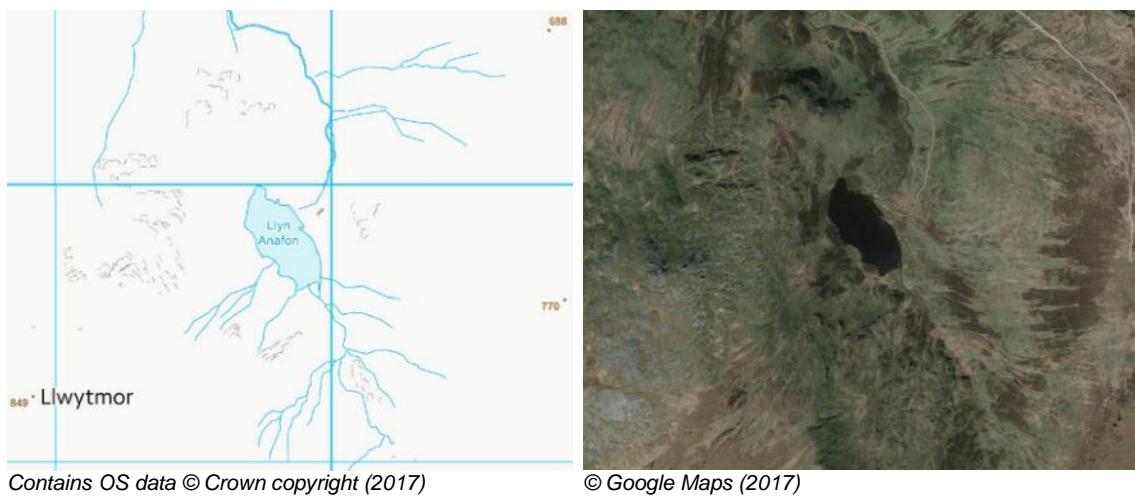 688
Llyn
Anafon
770
849 Llwytmor
Contains OS data © Crown copyright (2017)
© Google Maps (2017)